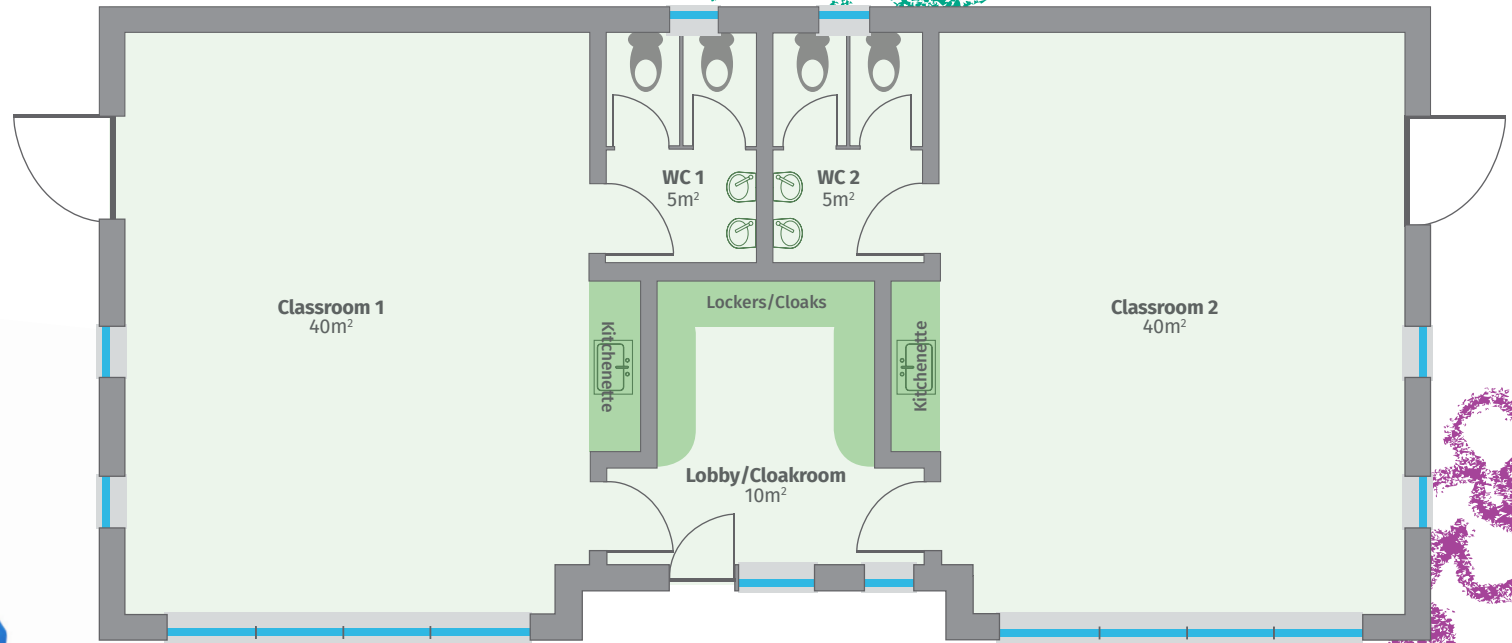 WC 1
5m²
WC 2
5m²
Classroom 1
40m²
Kitchenette
Lockers/Cloaks
Kitchenette
Classroom 2
40m²
Lobby/Cloakroom
10m²